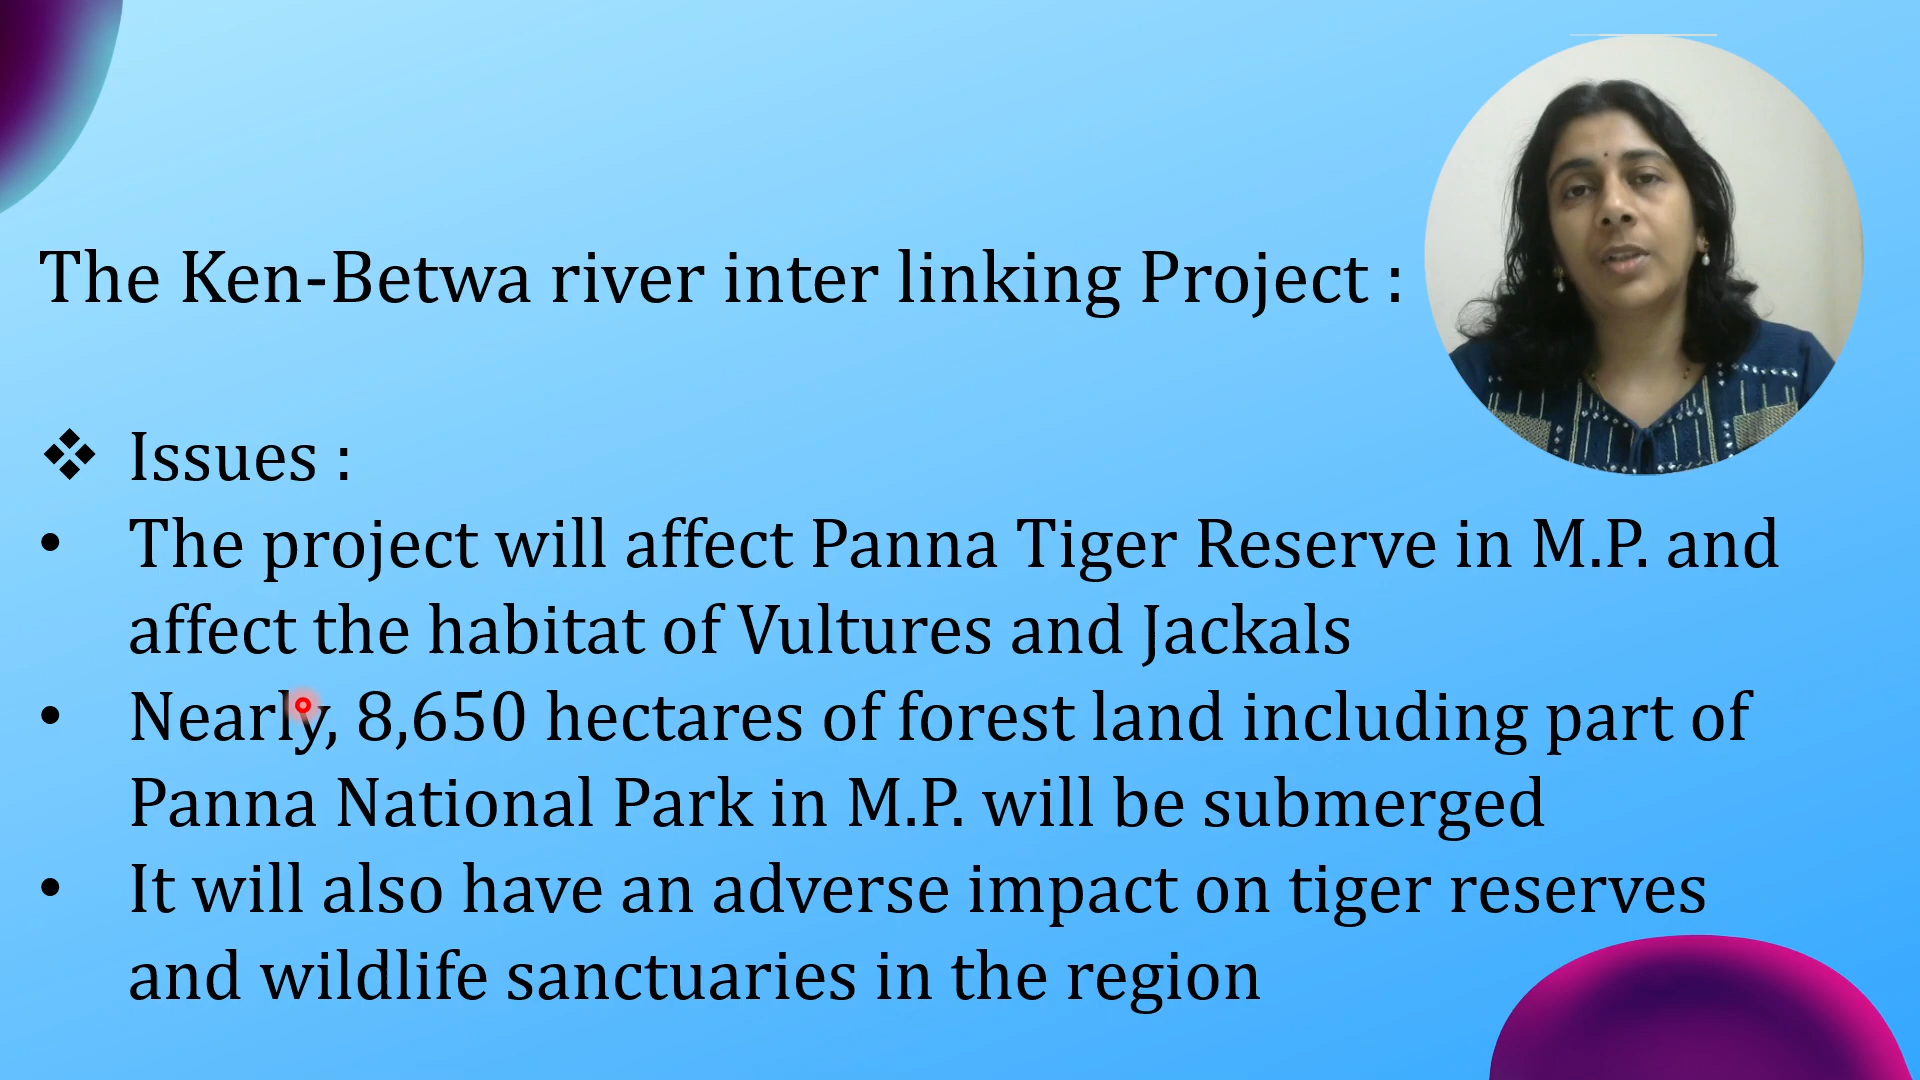 The Ken-Betwa river inter linking Project :
❖ Issues :
• The project will affect Panna Tiger Reserve in M.P. and
affect the habitat of Vultures and Jackals
• Nearly, 8,650 hectares of forest land including part of
Panna National Park in M.P. will be submerged
• It will also have an adverse impact on tiger reserves
and wildlife sanctuaries in the region